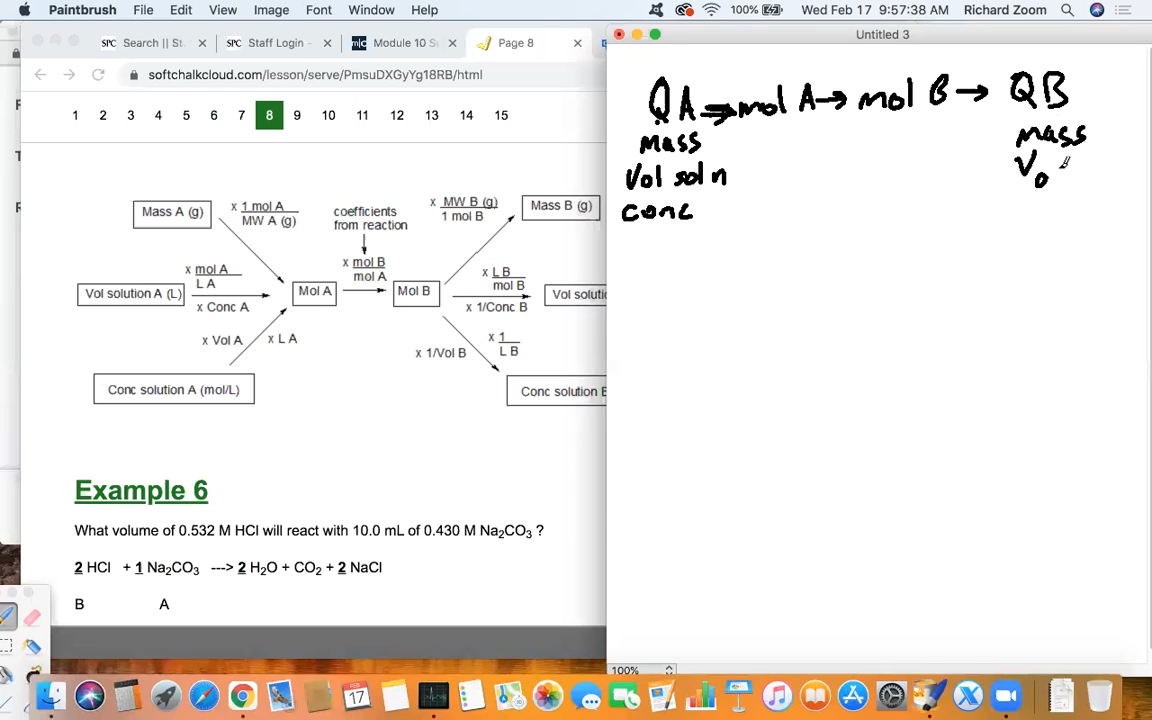 Paintbrush File Edit View Image Font Window Help 100% Wed Feb 17 9:57:38 AM Richard Zoom
Untitled 3
Search || St. Staff Login - Module 10 S Page 8
softchalkcloud.com/lesson/serve/PmsuDXGyYg18RB/html
1 2 3 4 5 6 7 8 9 10 11 12 13 14 15
Mass A (g)
x 1 mol A
MW A (g)
coefficients
from reaction
x MW B (g)
1 mol B
Mass B (g)
Vol solution A (L)
x mol A
L A
x Conc A
Mol A
x mol B
mol A
Mol B
x L B
mol B
x 1/Conc B
Vol soluti
x Vol A
x L A
x 1/Vol B
x 1
L B
Conc solution A (mol/L)
Conc solution B
Example 6
What volume of 0.532 M HCl will react with 10.0 mL of 0.430 M Na₂CO₃ ?
2 HCl + 1 Na₂CO₃ ---> 2 H₂O + CO₂ + 2 NaCl
B A
QA → mol A → mol B → QB
mass mass
Vol soln Vo
conc
100%
17